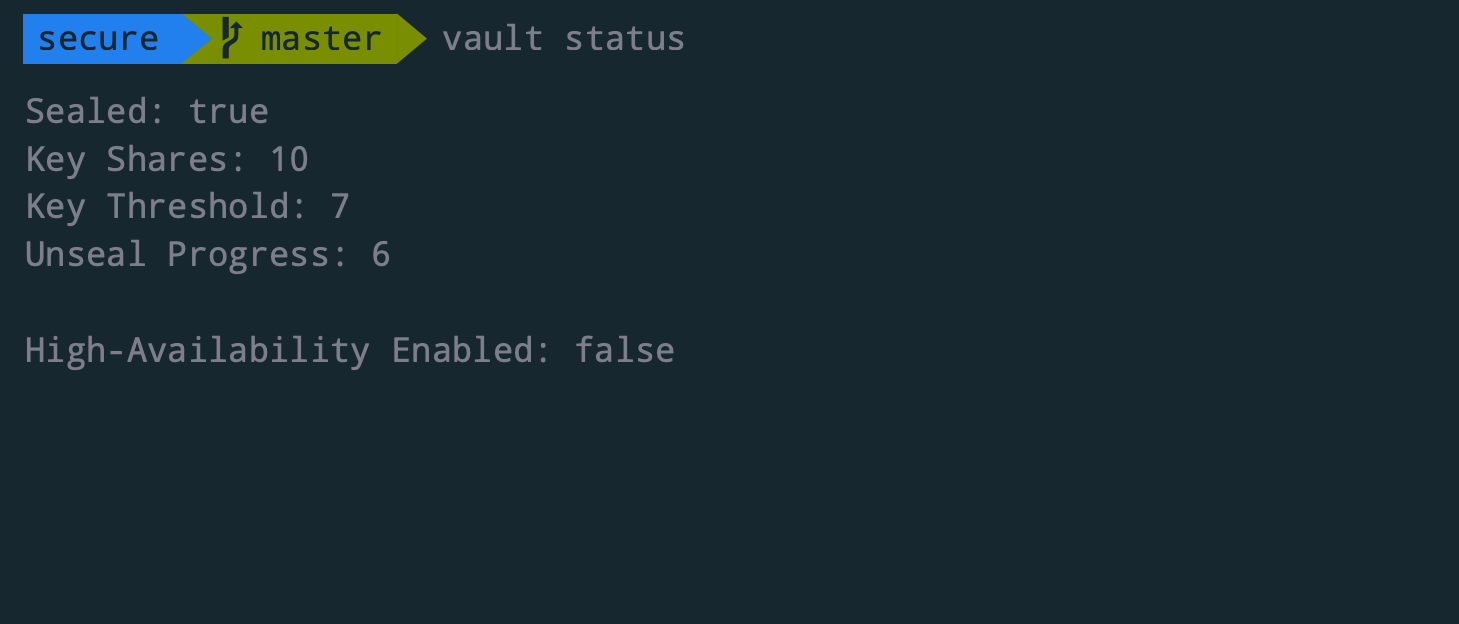 secure master vault status
Sealed: true
Key Shares: 10
Key Threshold: 7
Unseal Progress: 6
High-Availability Enabled: false